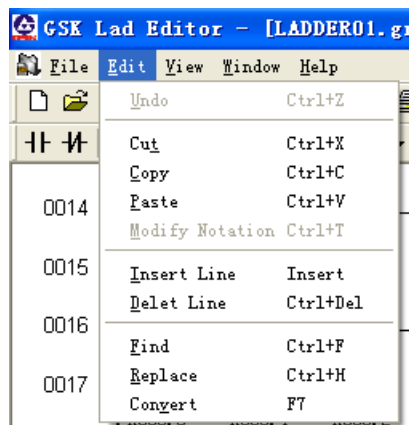 GSK Lad Editor - [LADDER01.gr
File Edit View Window Help
Undo Ctrl+Z
Cut Ctrl+X
0014
Copy Ctrl+C
Paste Ctrl+V
Modify Notation Ctrl+T
0015
Insert Line Insert
Delet Line Ctrl+Del
0016
Find Ctrl+F
0017
Replace Ctrl+H
Convert F7